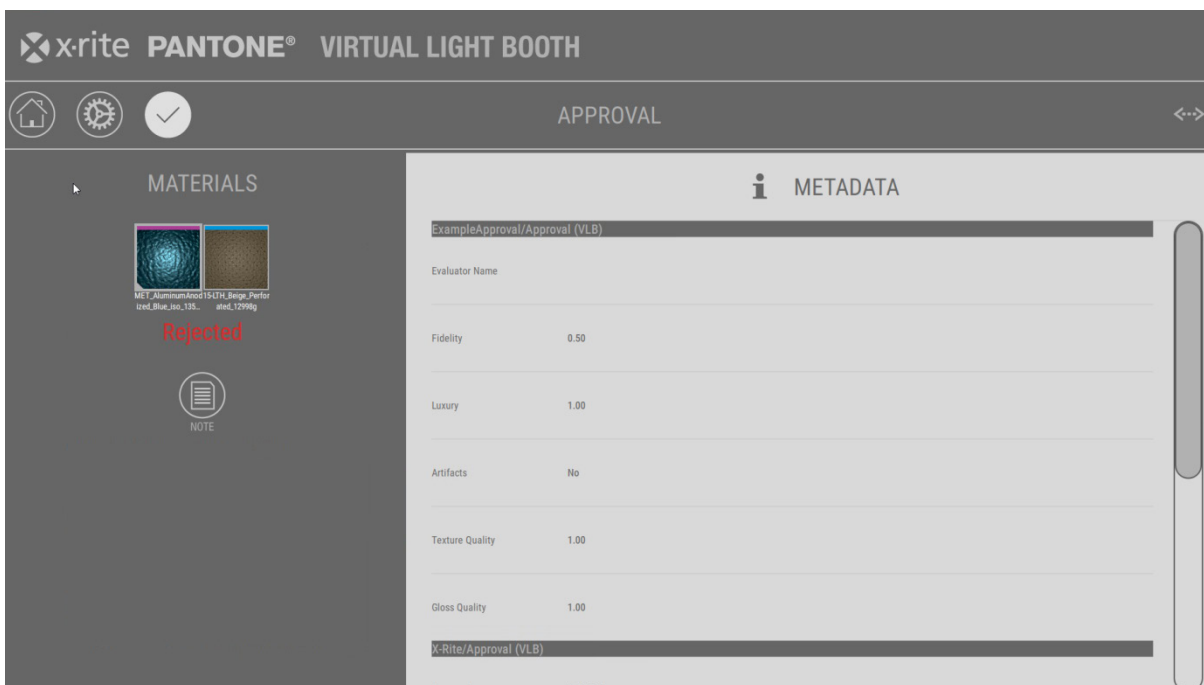 x·rite PANTONE® VIRTUAL LIGHT BOOTH
APPROVAL
MATERIALS
MET_AluminumAnod
ized_Blue_iso_135...
15-LTH_Beige_Perfor
ated_12998g
Rejected
NOTE
i METADATA
ExampleApproval/Approval (VLB)
Evaluator Name
Fidelity 0.50
Luxury 1.00
Artifacts No
Texture Quality 1.00
Gloss Quality 1.00
X-Rite/Approval (VLB)